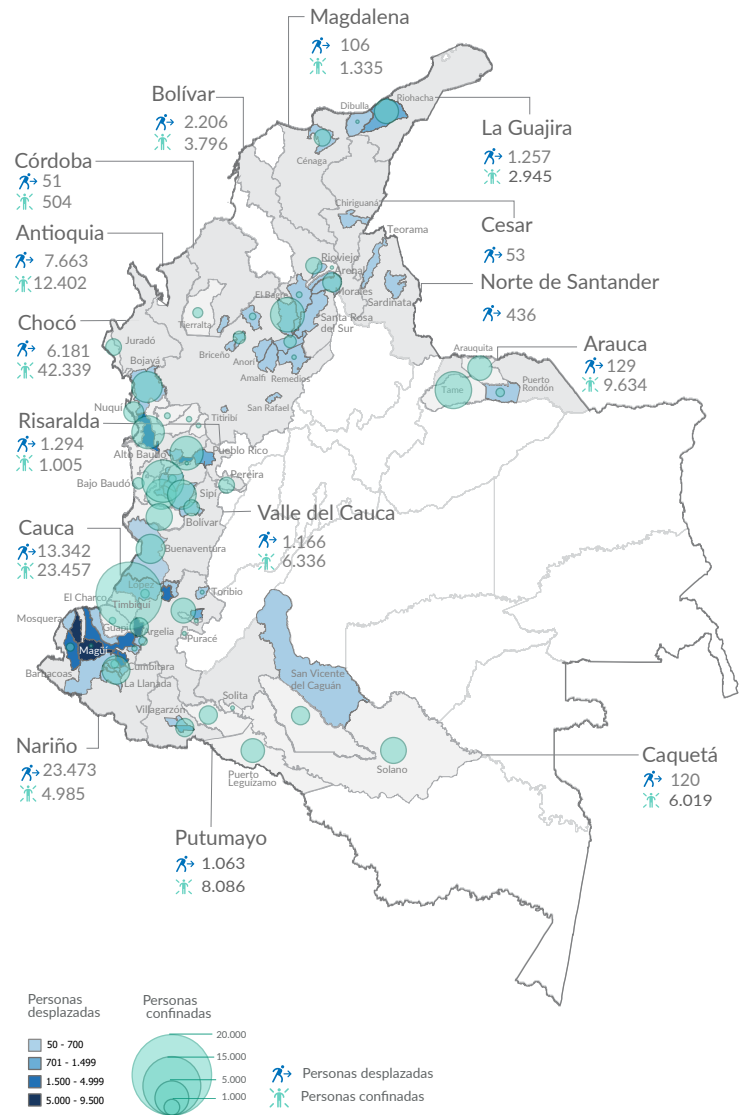 Magdalena
106
1.335
Bolívar
2.206
3.796
Dibulla
Riohacha
Ciénaga
La Guajira
1.257
2.945
Córdoba
51
504
Chiriguaná
Cesar
53
Antioquia
7.663
12.402
Teorama
Rioviejo
Arenal
Morales
El Bagre
Norte de Santander
436
Sardinata
Santa Rosa
del Sur
Tierralta
Chocó
6.181
42.339
Juradó
Bojayá
Briceño
Anorí
Amalfi
Remedios
Arauquita
Arauca
129
9.634
Tame
Puerto
Rondón
San Rafael
Nuquí
Titiribí
Risaralda
1.294
1.005
Alto Baudó
Pueblo Rico
Bajo Baudó
Pereira
Sipí
Bolívar
Valle del Cauca
1.166
6.336
Cauca
13.342
23.457
Buenaventura
López
El Charco
Timbiquí
Toribio
Mosquera
Guapi
Argelia
Puracé
Magüi
Barbacoas
Cumbitara
La Llanada
San Vicente
del Caguán
Solita
Villagarzón
Nariño
23.473
4.985
Puerto
Leguízamo
Solano
Caquetá
120
6.019
Putumayo
1.063
8.086
Personas
desplazadas
50 - 700
701 - 1.499
1.500 - 4.999
5.000 - 9.500
Personas
confinadas
20.000
15.000
5.000
1.000
Personas desplazadas
Personas confinadas